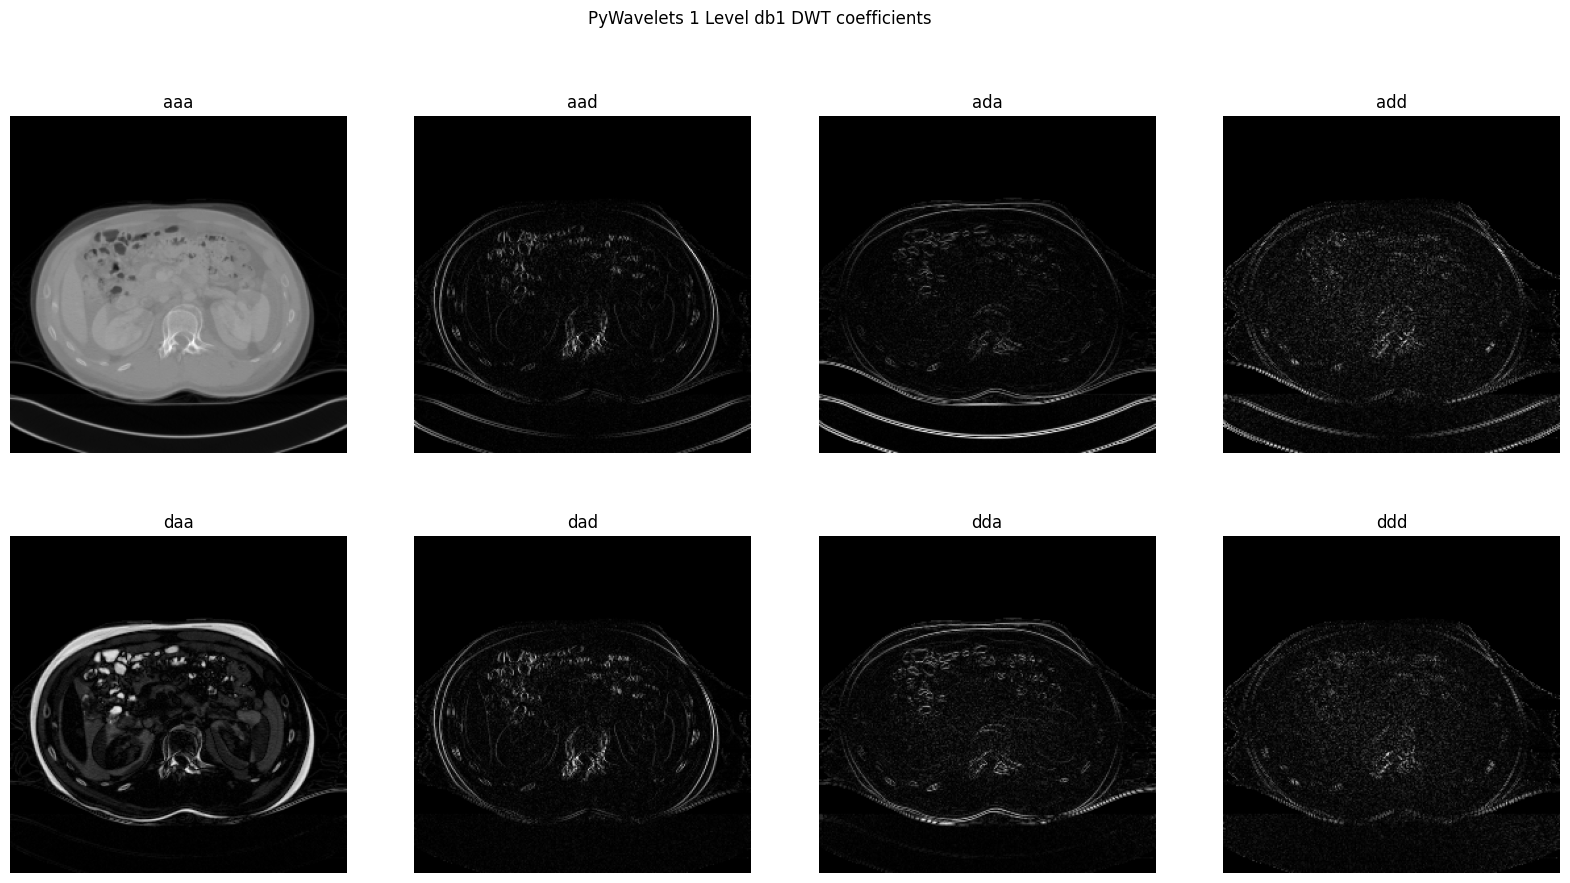 PyWavelets 1 Level db1 DWT coefficients
aaa
aad
ada
add
daa
dad
dda
ddd